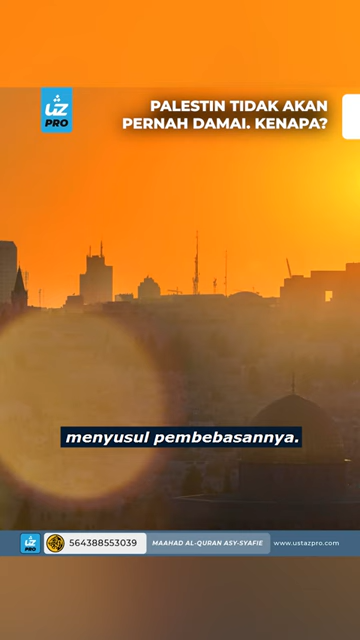 UZ
PRO
PALESTIN TIDAK AKAN
PERNAH DAMAI. KENAPA?
menyusul pembebasannya.
UZ
PRO
564388553039
MAAHAD AL-QURAN ASY-SYAFIE
www.ustazpro.com